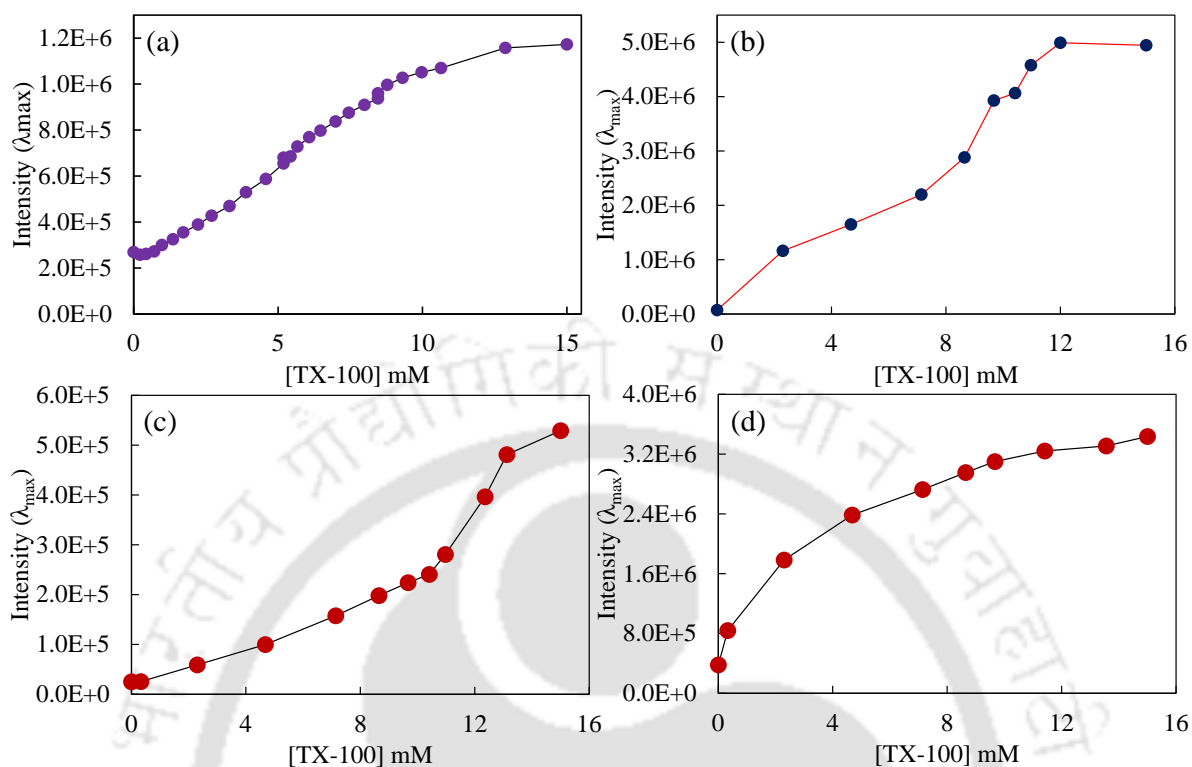 (a)
Intensity (λmax)
1.2E+6
1.0E+6
8.0E+5
6.0E+5
4.0E+5
2.0E+5
0.0E+0
0 5 10 15
[TX-100] mM
(b)
Intensity (λmax)
5.0E+6
4.0E+6
3.0E+6
2.0E+6
1.0E+6
0.0E+0
0 4 8 12 16
[TX-100] mM
(c)
Intensity (λmax)
6.0E+5
5.0E+5
4.0E+5
3.0E+5
2.0E+5
1.0E+5
0.0E+0
0 4 8 12 16
[TX-100] mM
(d)
Intensity (λmax)
4.0E+6
3.2E+6
2.4E+6
1.6E+6
8.0E+5
0.0E+0
0 4 8 12 16
[TX-100] mM